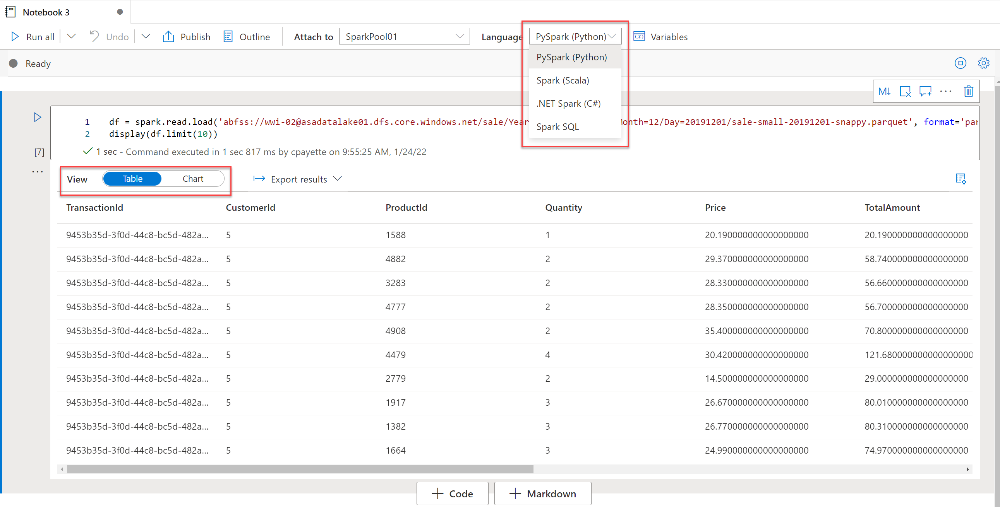 Notebook 3
Run all Undo Publish Outline Attach to SparkPool01 Language PySpark (Python) Variables
PySpark (Python)
Spark (Scala)
.NET Spark (C#)
Spark SQL
Ready
M↓ ...
1 df = spark.read.load('abfss://wwi-02@asadatalake01.dfs.core.windows.net/sale/Year onth=12/Day=20191201/sale-small-20191201-snappy.parquet', format='par
2 display(df.limit(10))
[7] 1 sec - Command executed in 1 sec 817 ms by cpayette on 9:55:25 AM, 1/24/22
...
View Table Chart Export results
TransactionId CustomerId ProductId Quantity Price TotalAmount
9453b35d-3f0d-44c8-bc5d-482a... 5 1588 1 20.190000000000000000 20.190000000000000000
9453b35d-3f0d-44c8-bc5d-482a... 5 4882 2 29.370000000000000000 58.740000000000000000
9453b35d-3f0d-44c8-bc5d-482a... 5 3283 2 28.330000000000000000 56.660000000000000000
9453b35d-3f0d-44c8-bc5d-482a... 5 4777 2 28.350000000000000000 56.700000000000000000
9453b35d-3f0d-44c8-bc5d-482a... 5 4908 2 35.400000000000000000 70.800000000000000000
9453b35d-3f0d-44c8-bc5d-482a... 5 4479 4 30.420000000000000000 121.680000000000000000
9453b35d-3f0d-44c8-bc5d-482a... 5 2779 2 14.500000000000000000 29.000000000000000000
9453b35d-3f0d-44c8-bc5d-482a... 5 1917 3 26.670000000000000000 80.010000000000000000
9453b35d-3f0d-44c8-bc5d-482a... 5 1382 3 26.770000000000000000 80.310000000000000000
9453b35d-3f0d-44c8-bc5d-482a... 5 1664 3 24.990000000000000000 74.970000000000000000
Code Markdown